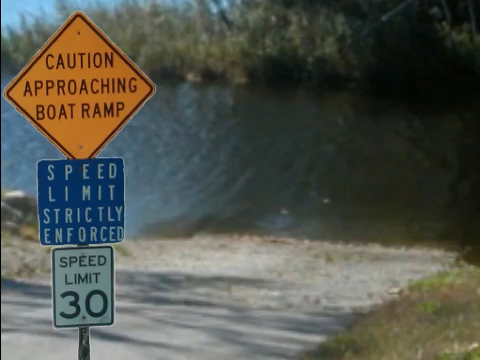 CAUTION
APPROACHING
BOAT RAMP
SPEED
LIMIT
STRICTLY
ENFORCED
SPEED
LIMIT
30